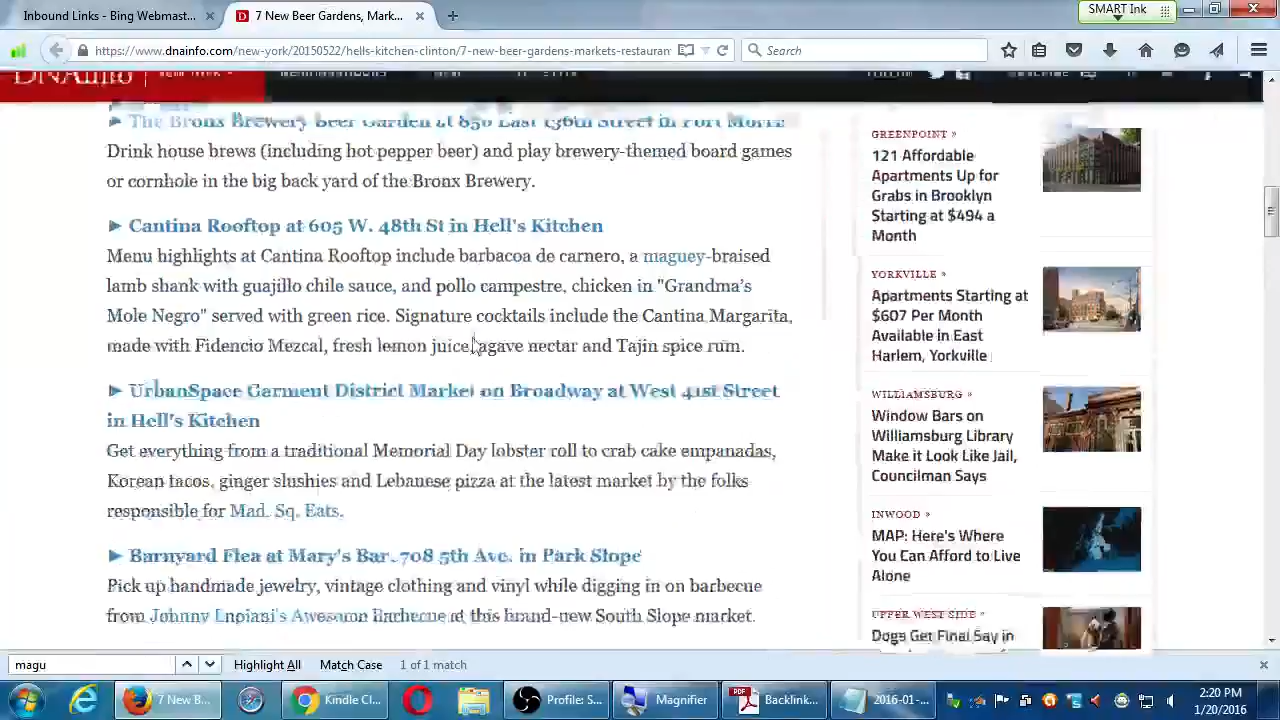 Inbound Links - Bing Webmast...
7 New Beer Gardens, Mark...
SMART Ink
https://www.dnainfo.com/new-york/20150522/hells-kitchen-clinton/7-new-beer-gardens-markets-restauran
Search
► The Bronx Brewery Beer Garden at 856 East 136th Street in Port Morris
Drink house brews (including hot pepper beer) and play brewery-themed board games
or cornhole in the big back yard of the Bronx Brewery.
► Cantina Rooftop at 605 W. 48th St in Hell's Kitchen
Menu highlights at Cantina Rooftop include barbacoa de carnero, a maguey-braised
lamb shank with guajillo chile sauce, and pollo campestre, chicken in "Grandma's
Mole Negro" served with green rice. Signature cocktails include the Cantina Margarita,
made with Fidencio Mezcal, fresh lemon juice, agave nectar and Tajin spice rum.
► UrbanSpace Garment District Market on Broadway at West 41st Street
in Hell's Kitchen
Get everything from a traditional Memorial Day lobster roll to crab cake empanadas,
Korean tacos, ginger slushies and Lebanese pizza at the latest market by the folks
responsible for Mad. Sq. Eats.
► Barnyard Flea at Mary's Bar, 708 5th Ave. in Park Slope
Pick up handmade jewelry, vintage clothing and vinyl while digging in on barbecue
from Johnny Awesome Barbecue at this brand-new South Slope market.
GREENPOINT »
121 Affordable
Apartments Up for
Grabs in Brooklyn
Starting at $494 a
Month
YORKVILLE »
Apartments Starting at
$607 Per Month
Available in East
Harlem, Yorkville
WILLIAMSBURG »
Window Bars on
Williamsburg Library
Make it Look Like Jail,
Councilman Says
INWOOD »
MAP: Here's Where
You Can Afford to Live
Alone
UPPER WEST SIDE »
Dogs Get Final Say in
magu
Highlight All
Match Case
1 of 1 match
7 New B...
Kindle Cl...
Profile: S...
Magnifier
Backlink...
2016-01-...
2:20 PM
1/20/2016